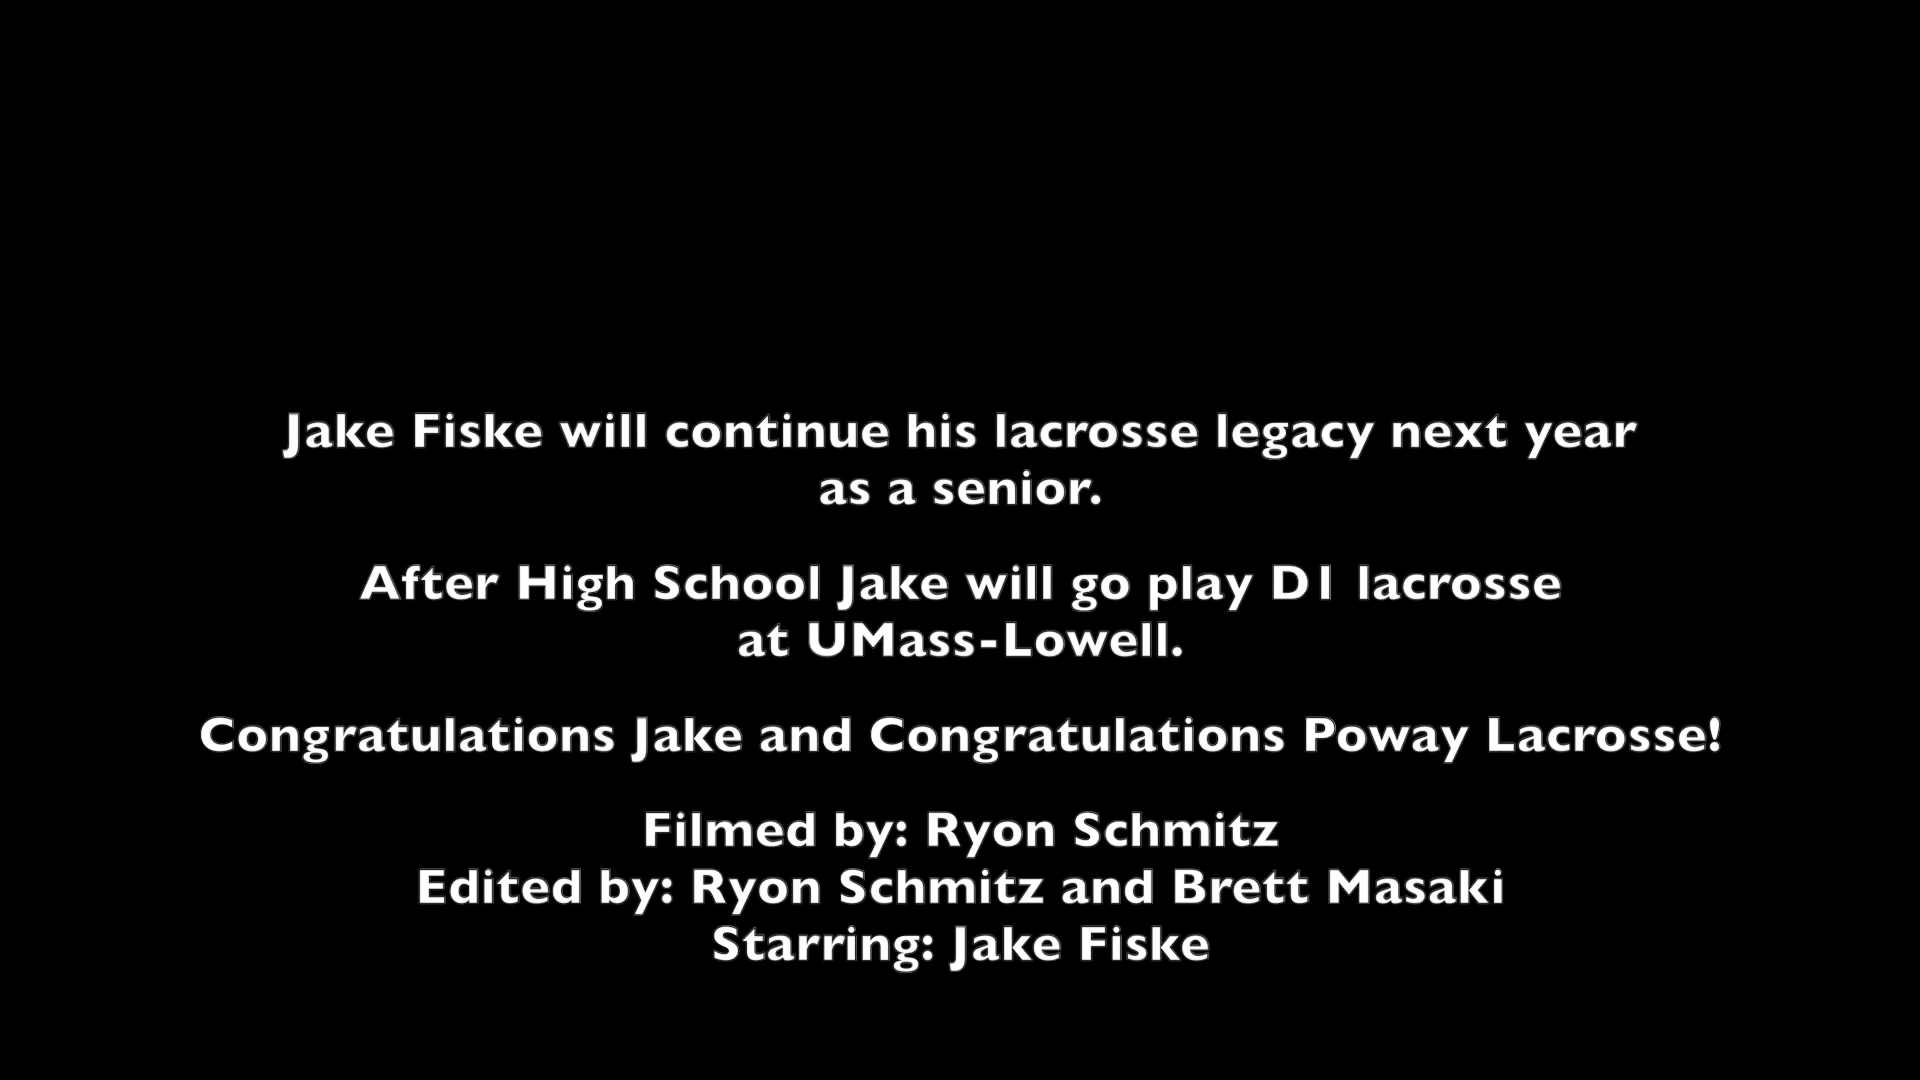 Jake Fiske will continue his lacrosse legacy next year
as a senior.
After High School Jake will go play D1 lacrosse
at UMass-Lowell.
Congratulations Jake and Congratulations Poway Lacrosse!
Filmed by: Ryon Schmitz
Edited by: Ryon Schmitz and Brett Masaki
Starring: Jake Fiske